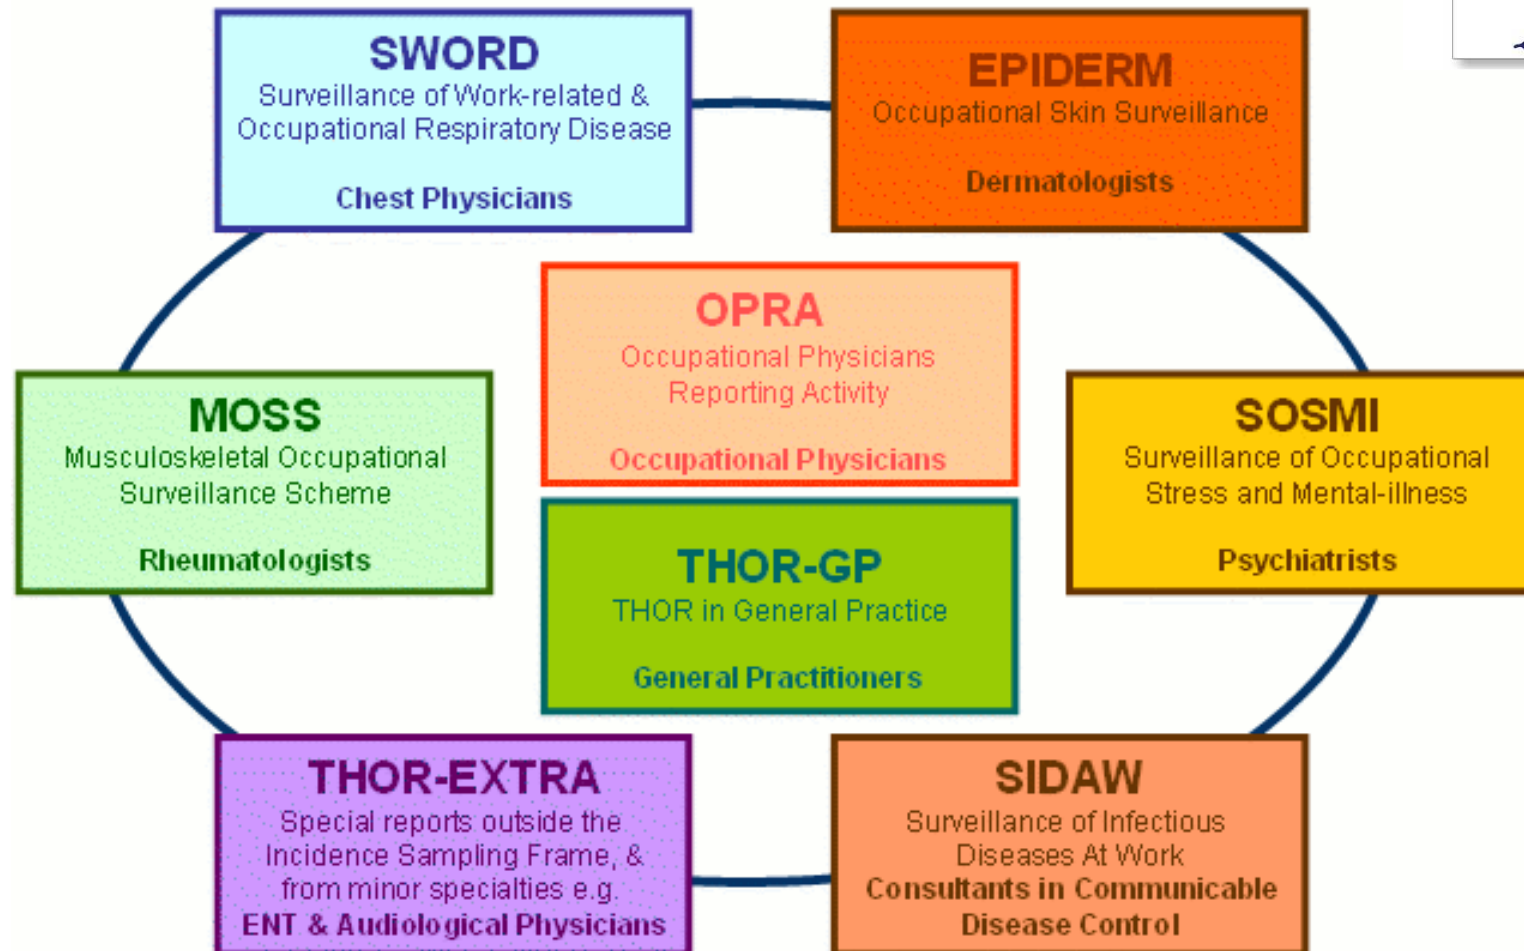 SWORD
Surveillance of Work-related &
Occupational Respiratory Disease
Chest Physicians
EPIDERM
Occupational Skin Surveillance
Dermatologists
OPRA
Occupational Physicians
Reporting Activity
Occupational Physicians
MOSS
Musculoskeletal Occupational
Surveillance Scheme
Rheumatologists
SOSMI
Surveillance of Occupational
Stress and Mental-illness
Psychiatrists
THOR-GP
THOR in General Practice
General Practitioners
THOR-EXTRA
Special reports outside the
Incidence Sampling Frame, &
from minor specialties e.g.
ENT & Audiological Physicians
SIDAW
Surveillance of Infectious
Diseases At Work
Consultants in Communicable
Disease Control